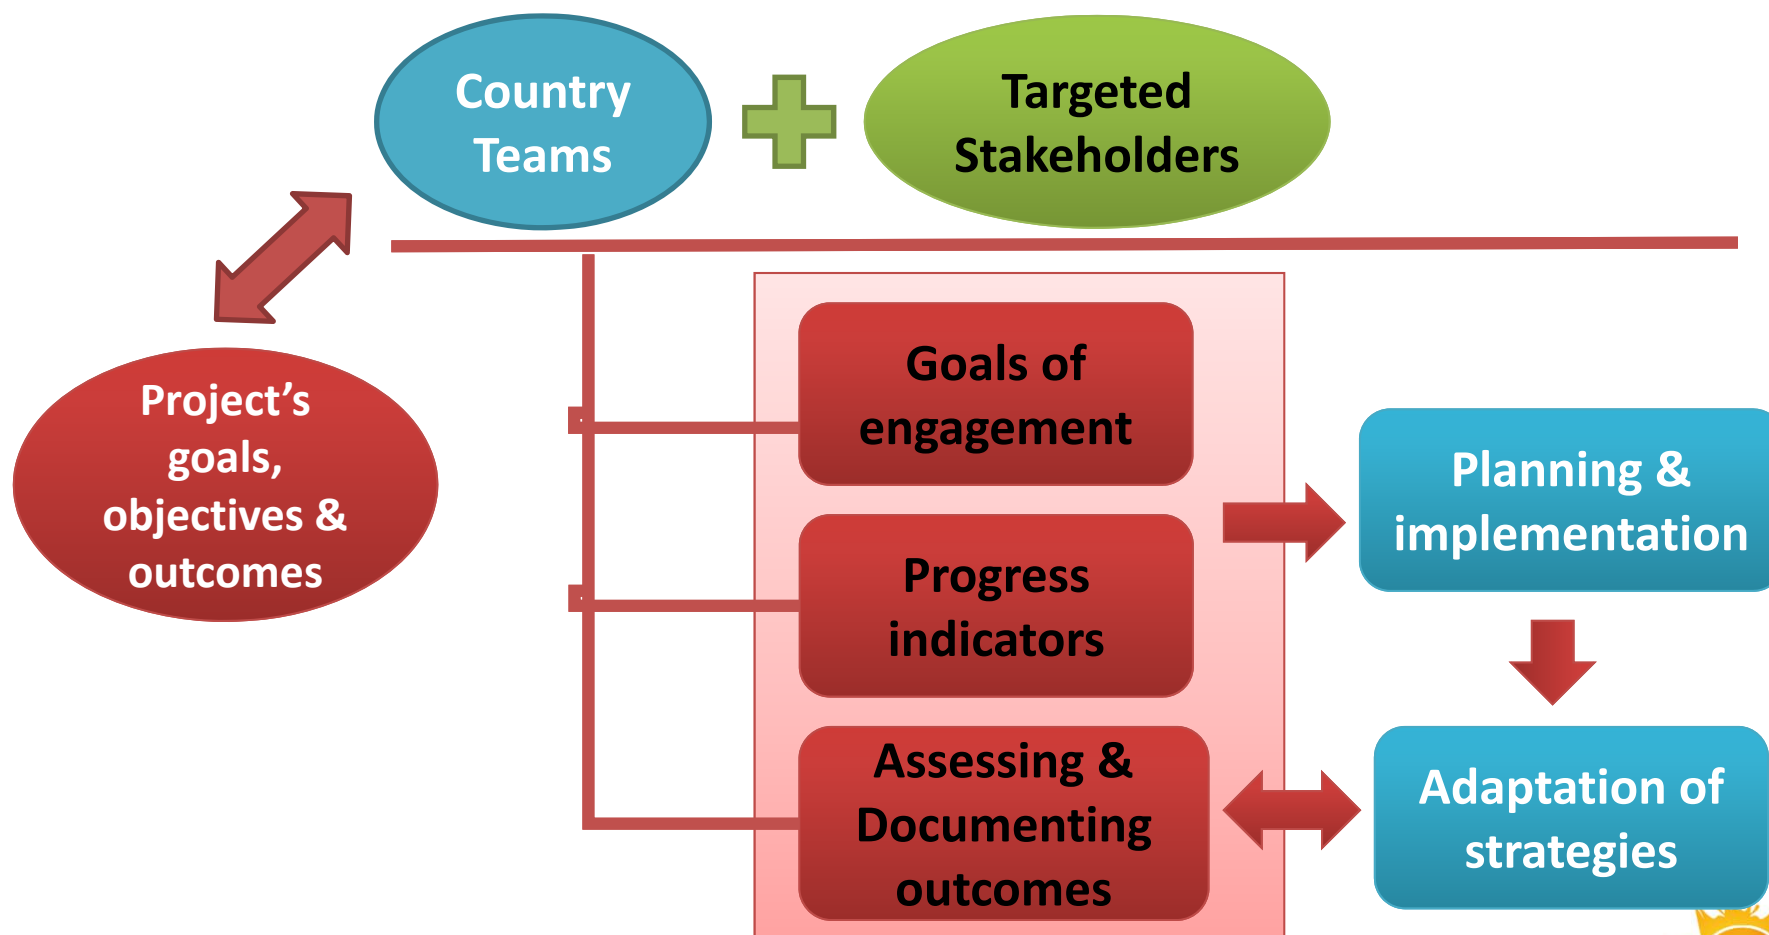 Country
Teams
Targeted
Stakeholders
Project’s
goals,
objectives &
outcomes
Goals of
engagement
Progress
indicators
Assessing &
Documenting
outcomes
Planning &
implementation
Adaptation of
strategies